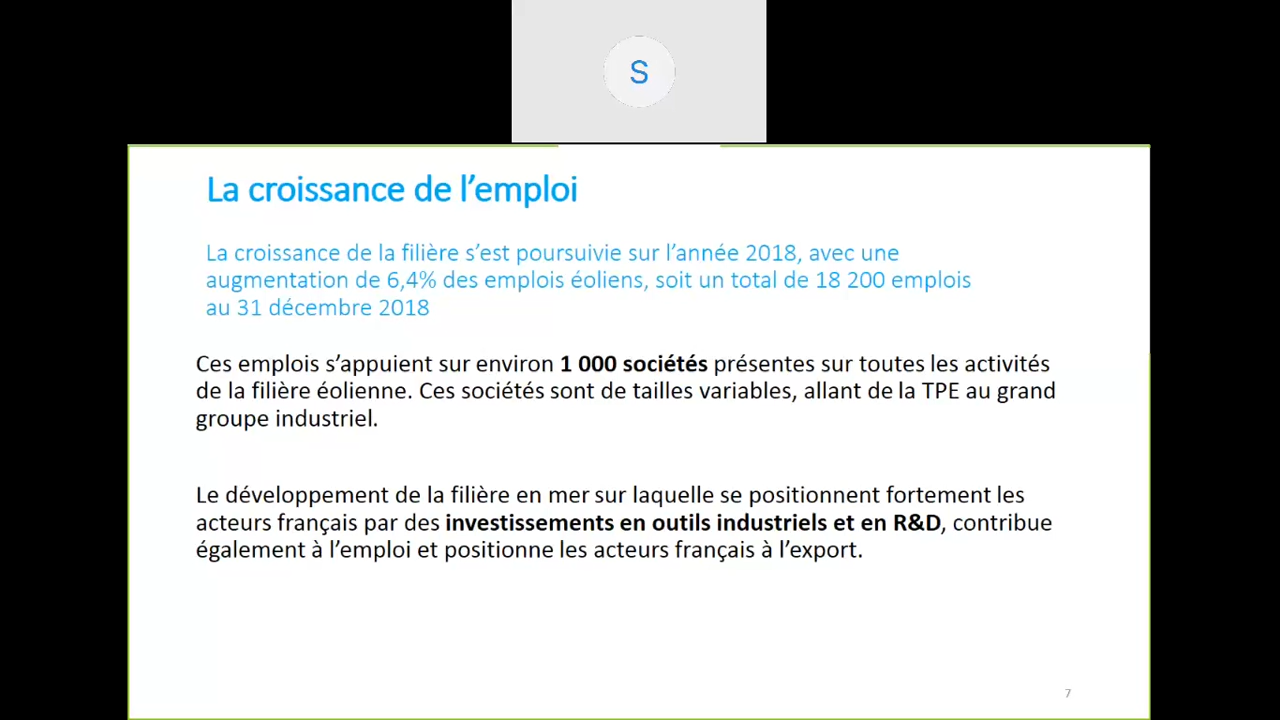 S
La croissance de l’emploi
La croissance de la filière s’est poursuivie sur l’année 2018, avec une
augmentation de 6,4% des emplois éoliens, soit un total de 18 200 emplois
au 31 décembre 2018
Ces emplois s’appuient sur environ 1 000 sociétés présentes sur toutes les activités
de la filière éolienne. Ces sociétés sont de tailles variables, allant de la TPE au grand
groupe industriel.
Le développement de la filière en mer sur laquelle se positionnent fortement les
acteurs français par des investissements en outils industriels et en R&D, contribue
également à l’emploi et positionne les acteurs français à l’export.
7